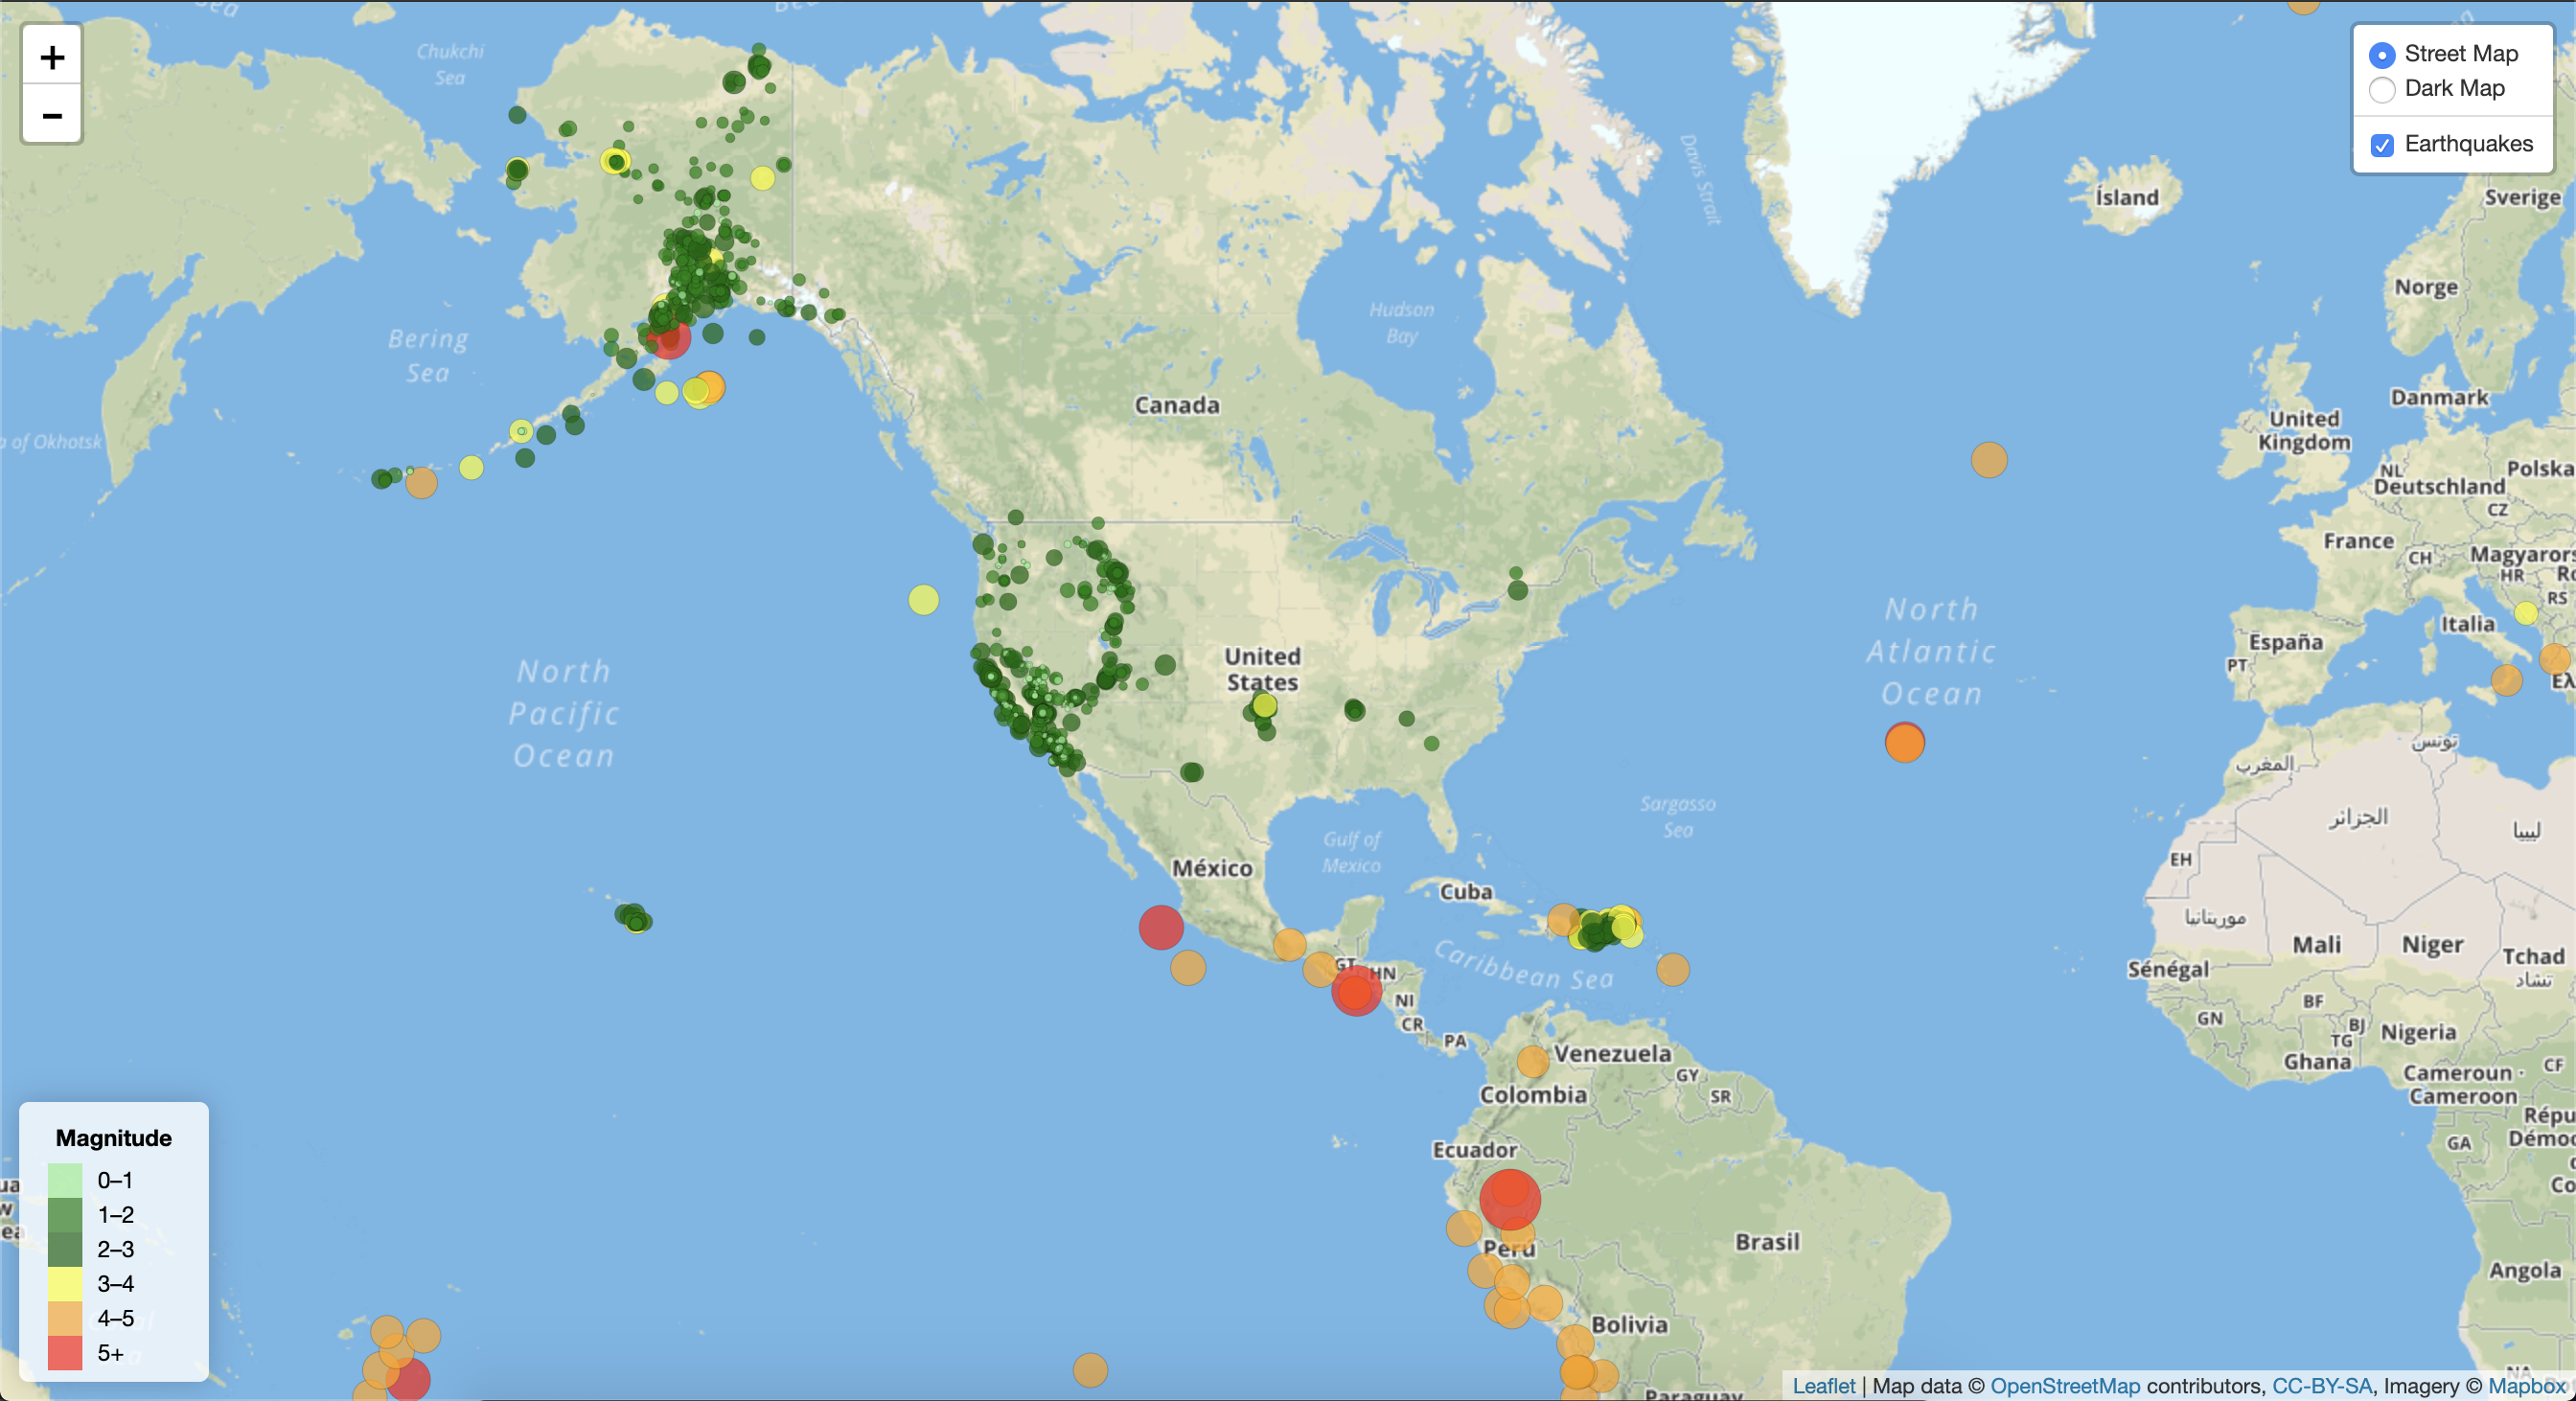 +
−
Chukchi
Sea
Street Map
Dark Map
Earthquakes
Davis Strait
Ísland
Sverige
Norge
Hudson
Bay
Bering
Sea
Canada
Danmark
United
Kingdom
of Okhotsk
NL
Polska
Deutschland
CZ
France
CH
HR
RS
North
Atlantic
Ocean
Italia
España
PT
United
States
North
Pacific
Ocean
تونس
المغرب
Sargasso
Sea
الجزائر
ليبيا
Gulf of
Mexico
EH
México
Cuba
موريتانيا
Mali
Niger
Tchad
تشاد
Caribbean Sea
Sénégal
GT
HN
NI
BF
CR
GN
BJ
Nigeria
PA
TG
Venezuela
Ghana
CF
GY
Cameroun
Cameroon
Colombia
SR
GA
Ecuador
Perú
Brasil
Angola
Bolivia
Paraguay
NA
Magnitude
0–1
1–2
2–3
3–4
4–5
5+
Leaflet | Map data © OpenStreetMap contributors, CC-BY-SA, Imagery © Mapbox